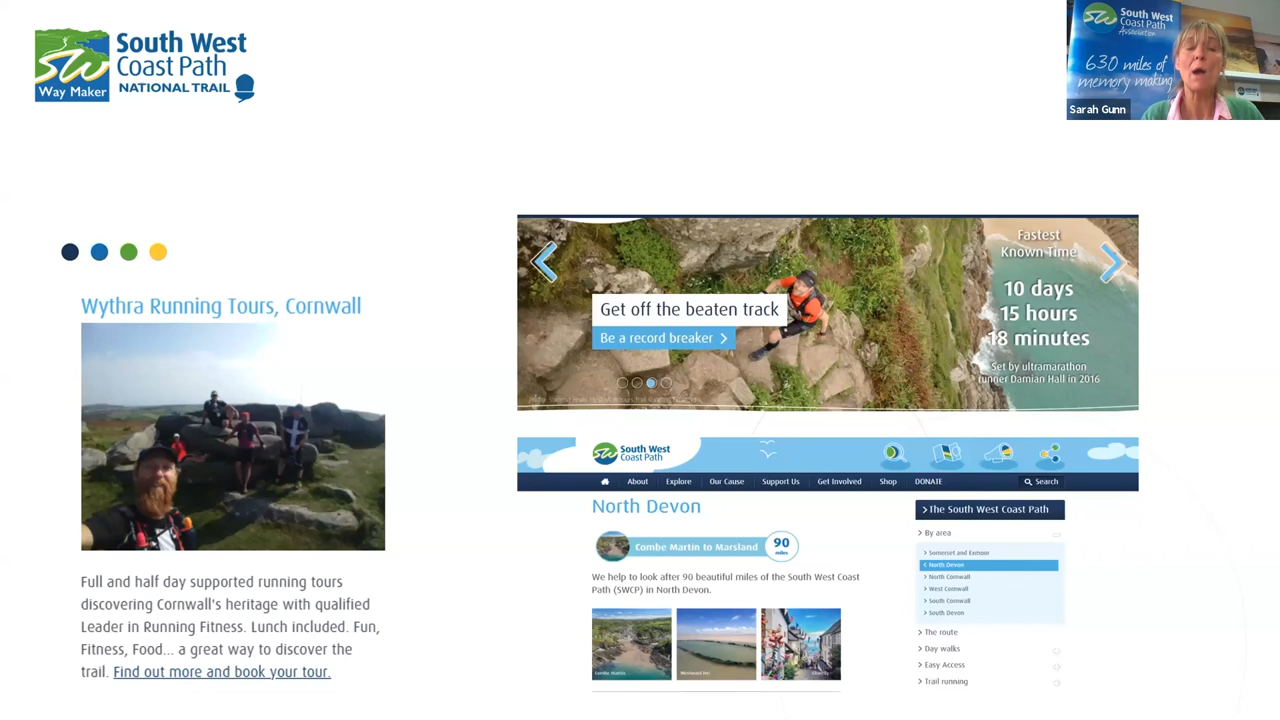 South West
Coast Path
NATIONAL TRAIL
sw
Way Maker
South West
Coast Path
Association
630 miles of
memory making
Sarah Gunn
Wythra Running Tours, Cornwall
Full and half day supported running tours
discovering Cornwall's heritage with qualified
Leader in Running Fitness. Lunch included. Fun,
Fitness, Food... a great way to discover the
trail. Find out more and book your tour.
Get off the beaten track
Be a record breaker >
Fastest
Known Time
10 days
15 hours
18 minutes
Set by ultramarathon
runner Damian Hall in 2016
South West
Coast Path
About Explore Our Cause Support Us Get Involved Shop DONATE Search
North Devon
Combe Martin to Marsland 90 miles
We help to look after 90 beautiful miles of the South West Coast
Path (SWCP) in North Devon.
Combe Martin
Westward Ho!
Clovelly
> The South West Coast Path
> By area
> Somerset and Exmoor
< North Devon
> North Cornwall
> West Cornwall
> South Cornwall
> South Devon
> The route
> Day walks
> Easy Access
> Trail running